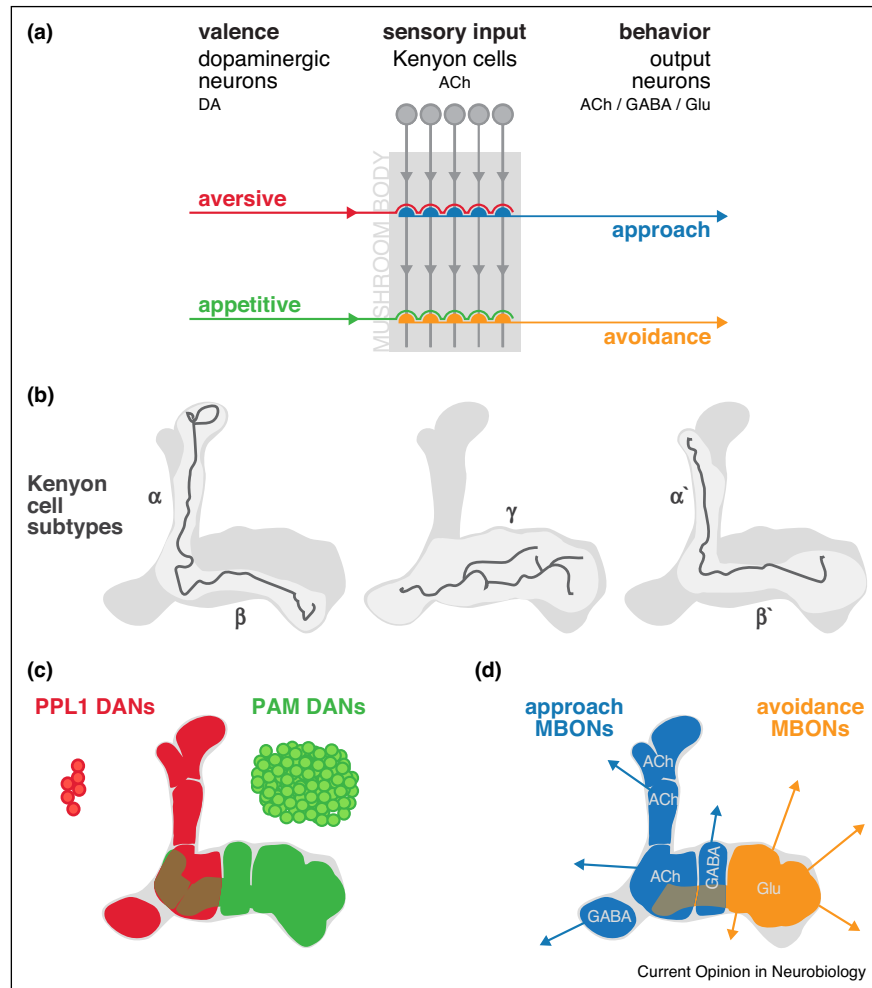 (a)
valence
dopaminergic
neurons
DA
sensory input
Kenyon cells
ACh
behavior
output
neurons
ACh / GABA / Glu
MUSHROOM BODY
aversive
approach
appetitive
avoidance
(b)
Kenyon
cell
subtypes
α
β
γ
α`
β`
(c)
PPL1 DANs
PAM DANs
(d)
approach
MBONs
avoidance
MBONs
ACh
ACh
ACh
GABA
Glu
GABA
Current Opinion in Neurobiology